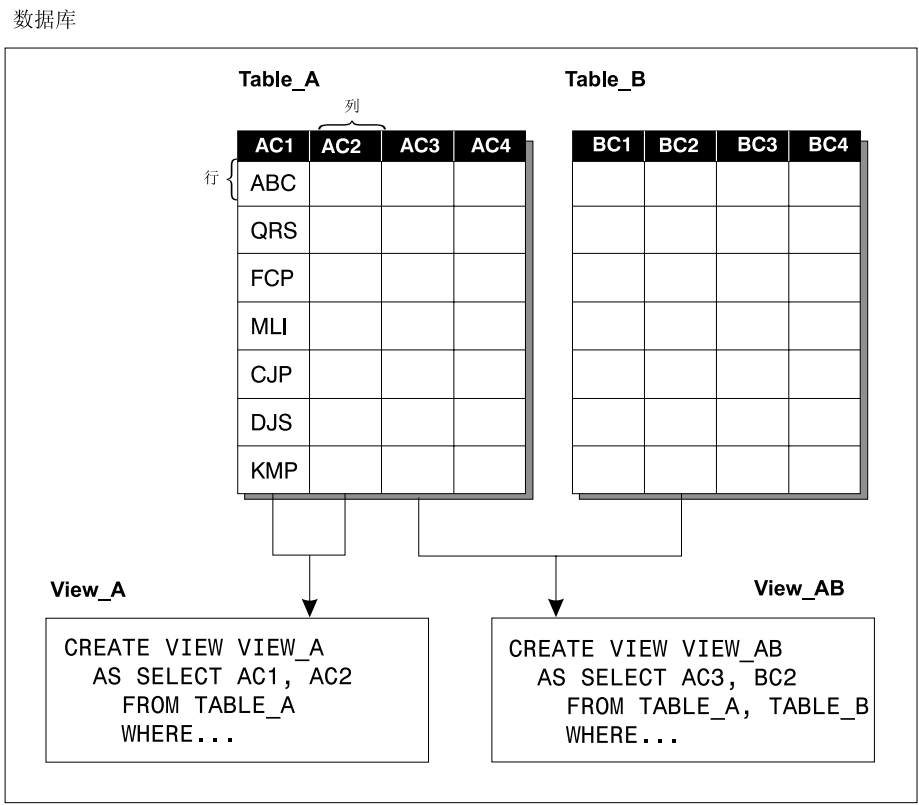 数据库
Table_A
Table_B
列
AC1 AC2 AC3 AC4
BC1 BC2 BC3 BC4
行
ABC
QRS
FCP
MLI
CJP
DJS
KMP
View_A
View_AB
CREATE VIEW VIEW_A
AS SELECT AC1, AC2
FROM TABLE_A
WHERE...
CREATE VIEW VIEW_AB
AS SELECT AC3, BC2
FROM TABLE_A, TABLE_B
WHERE...